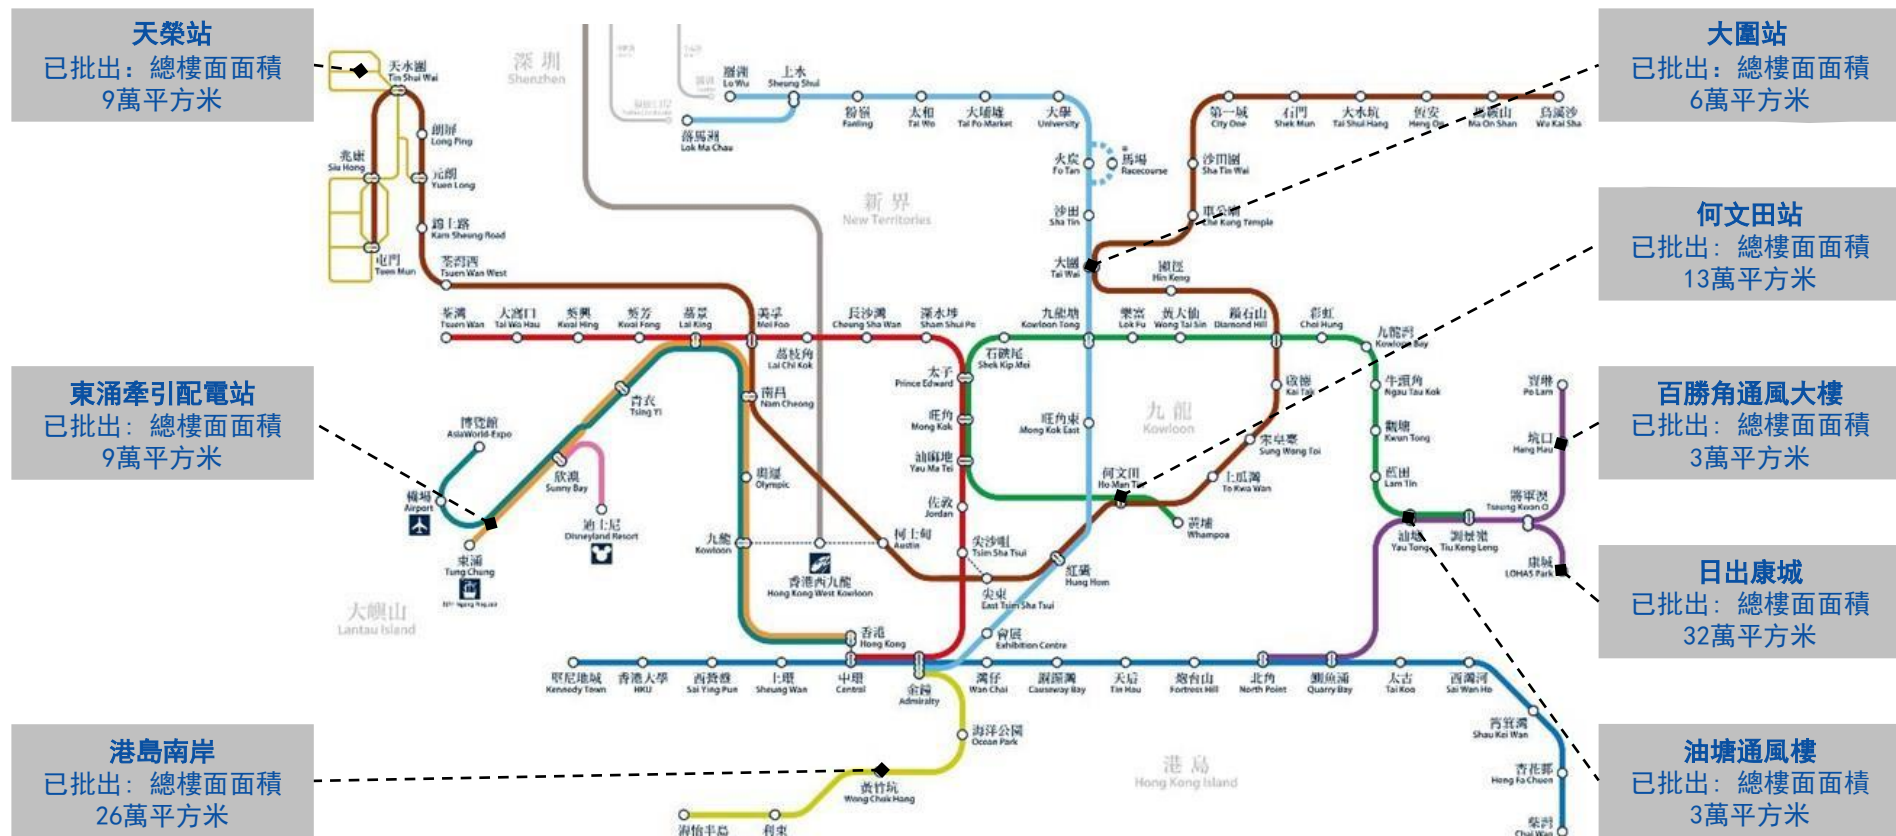 天榮站
已批出：總樓面面積
9萬平方米
東涌牽引配電站
已批出：總樓面面積
9萬平方米
港島南岸
已批出：總樓面面積
26萬平方米
大圍站
已批出：總樓面面積
6萬平方米
何文田站
已批出：總樓面面積
13萬平方米
百勝角通風大樓
已批出：總樓面面積
3萬平方米
日出康城
已批出：總樓面面積
32萬平方米
油塘通風樓
已批出：總樓面面積
3萬平方米
深圳
Shenzhen
新界
New Territories
九龍
Kowloon
大嶼山
Lantau Island
港島
Hong Kong Island
天水圍
Tin Shui Wai
朗屏
Long Ping
兆康
Siu Hong
元朗
Yuen Long
錦上路
Kam Sheung Road
屯門
Tuen Mun
荃灣西
Tsuen Wan West
羅湖
Lo Wu
上水
Sheung Shui
落馬洲
Lok Ma Chau
粉嶺
Fanling
太和
Tai Wo
大埔墟
Tai Po Market
大學
University
火炭
Fo Tan
馬場
Racecourse
沙田
Sha Tin
大圍
Tai Wai
第一城
City One
石門
Shek Mun
大水坑
Tai Shui Hang
恆安
Heng On
馬鞍山
Ma On Shan
烏溪沙
Wu Kai Sha
沙田圍
Sha Tin Wai
車公廟
Che Kung Temple
顯徑
Hin Keng
荃灣
Tsuen Wan
大窩口
Tai Wo Hau
葵興
Kwai Hing
葵芳
Kwai Fong
荔景
Lai King
美孚
Mei Foo
荔枝角
Lai Chi Kok
長沙灣
Cheung Sha Wan
深水埗
Sham Shui Po
石硤尾
Shek Kip Mei
九龍塘
Kowloon Tong
樂富
Lok Fu
黃大仙
Wong Tai Sin
鑽石山
Diamond Hill
彩虹
Choi Hung
九龍灣
Kowloon Bay
牛頭角
Ngau Tau Kok
觀塘
Kwun Tong
藍田
Lam Tin
油塘
Yau Tong
調景嶺
Tiu Keng Leng
將軍澳
Tseung Kwan O
寶琳
Po Lam
坑口
Hang Hau
康城
LOHAS Park
太子
Prince Edward
旺角
Mong Kok
油麻地
Yau Ma Tei
佐敦
Jordan
尖沙咀
Tsim Sha Tsui
尖東
East Tsim Sha Tsui
旺角東
Mong Kok East
何文田
Ho Man Tin
黃埔
Whampoa
紅磡
Hung Hom
啟德
Kai Tak
宋皇臺
Sung Wong Toi
土瓜灣
To Kwa Wan
南昌
Nam Cheong
奧運
Olympic
九龍
Kowloon
柯士甸
Austin
香港西九龍
Hong Kong West Kowloon
青衣
Tsing Yi
博覽館
AsiaWorld-Expo
機場
Airport
欣澳
Sunny Bay
迪士尼
Disneyland Resort
東涌
Tung Chung
香港
Hong Kong
會展
Exhibition Centre
堅尼地城
Kennedy Town
香港大學
HKU
西營盤
Sai Ying Pun
上環
Sheung Wan
中環
Central
金鐘
Admiralty
灣仔
Wan Chai
銅鑼灣
Causeway Bay
天后
Tin Hau
炮台山
Fortress Hill
北角
North Point
鰂魚涌
Quarry Bay
太古
Tai Koo
西灣河
Sai Wan Ho
筲箕灣
Shau Kei Wan
杏花邨
Heng Fa Chuen
柴灣
Chai Wan
海洋公園
Ocean Park
黃竹坑
Wong Chuk Hang
海怡半島
利東